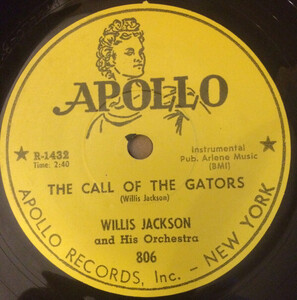 APOLLO
R-1432
Time: 2:40
Instrumental
Pub. Arlene Music
(BMI)
THE CALL OF THE GATORS
(Willis Jackson)
WILLIS JACKSON
and His Orchestra
806
APOLLO RECORDS, Inc. - NEW YORK